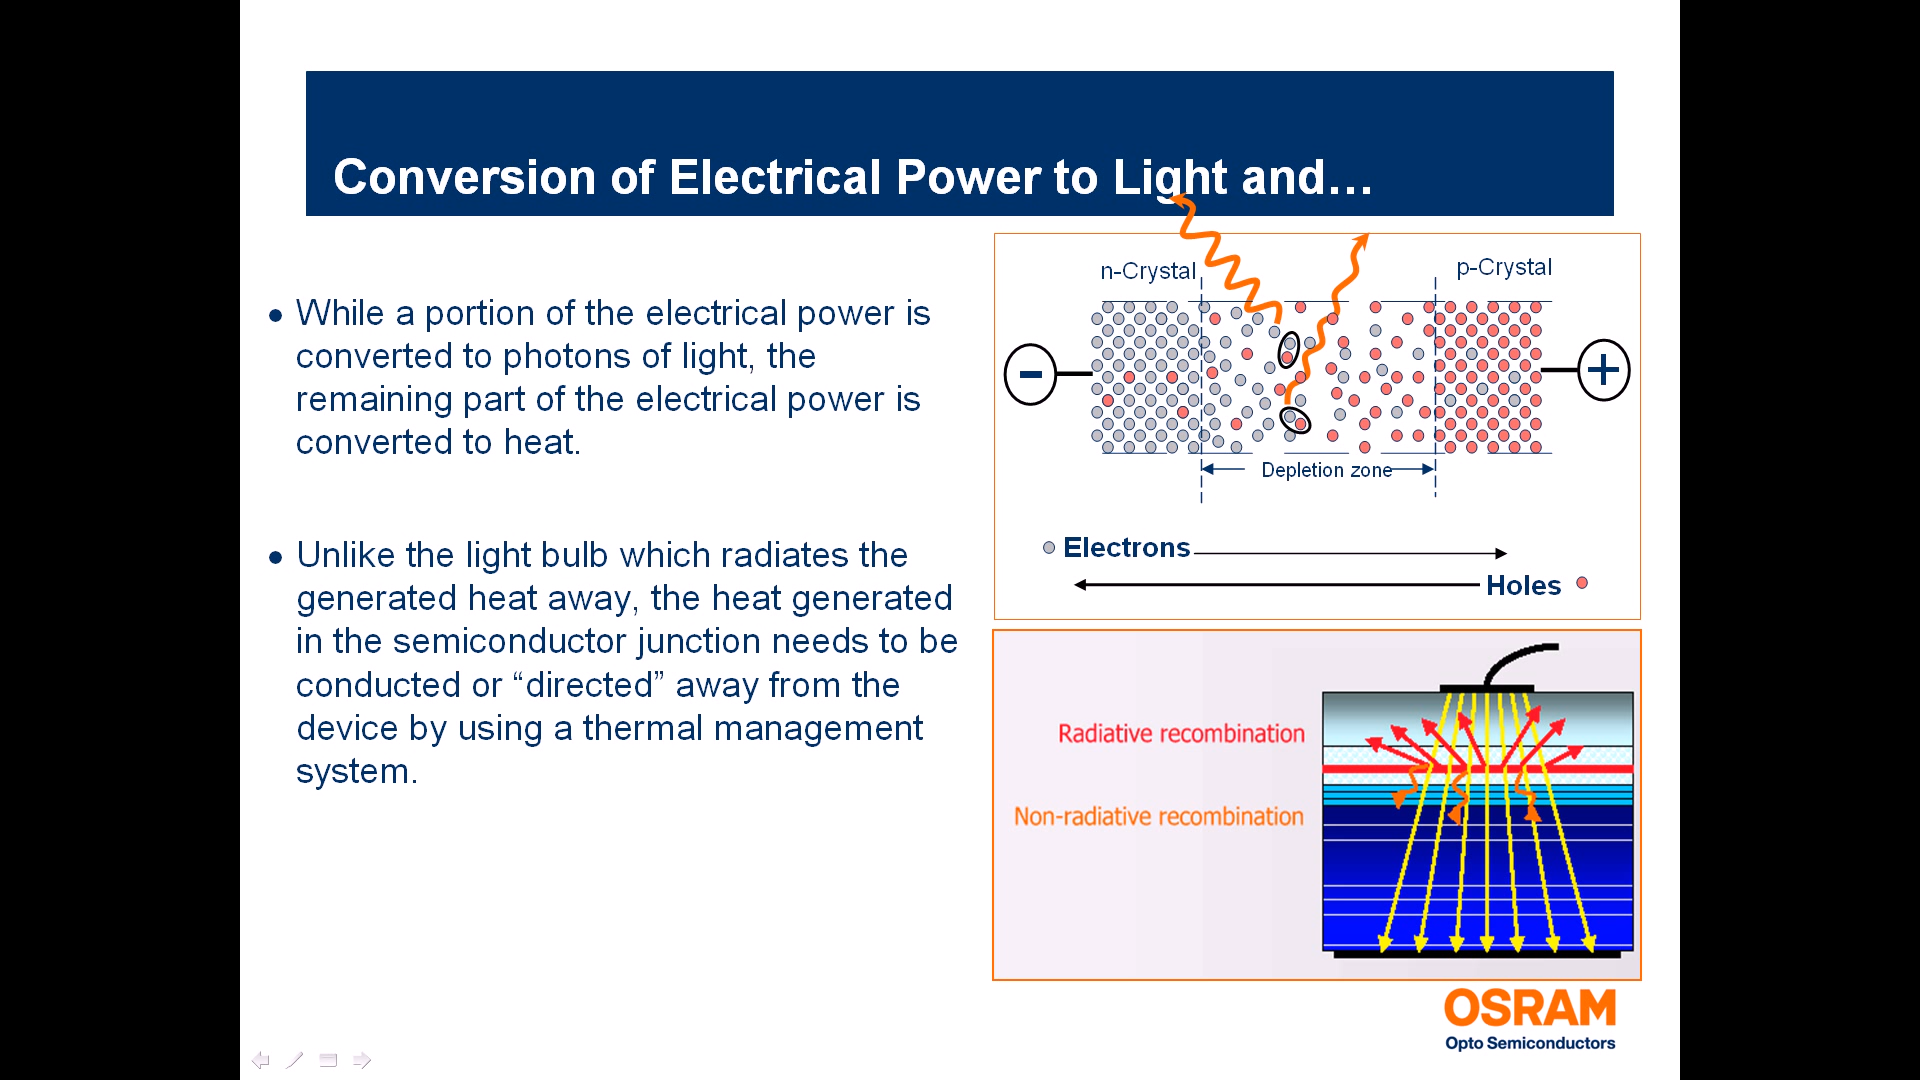 Conversion of Electrical Power to Light and…
• While a portion of the electrical power is
converted to photons of light, the
remaining part of the electrical power is
converted to heat.
• Unlike the light bulb which radiates the
generated heat away, the heat generated
in the semiconductor junction needs to be
conducted or “directed” away from the
device by using a thermal management
system.
n-Crystal
p-Crystal
-
+
Depletion zone
Electrons
Holes
Radiative recombination
Non-radiative recombination
OSRAM
Opto Semiconductors